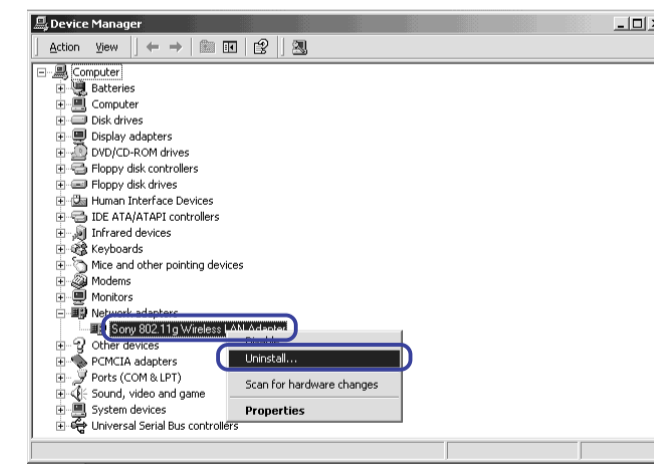 Device Manager
Action View
Computer
Batteries
Computer
Disk drives
Display adapters
DVD/CD-ROM drives
Floppy disk controllers
Floppy disk drives
Human Interface Devices
IDE ATA/ATAPI controllers
Infrared devices
Keyboards
Mice and other pointing devices
Modems
Monitors
Network adapters
Sony 802.11g Wireless LAN Adapter
Other devices
Uninstall...
PCMCIA adapters
Ports (COM & LPT)
Scan for hardware changes
Sound, video and game
System devices
Properties
Universal Serial Bus controllers